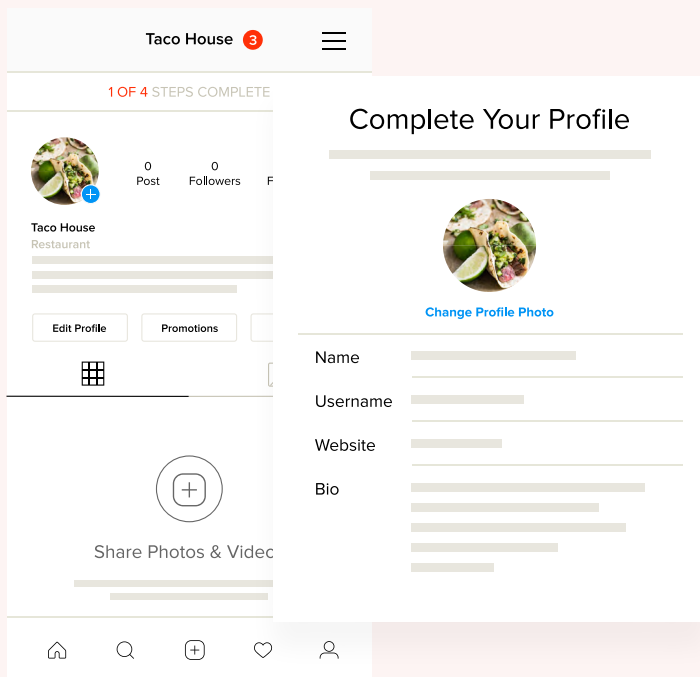 Taco House 3
1 OF 4 STEPS COMPLETE
0
Post
0
Followers
F
Taco House
Restaurant
Edit Profile
Promotions
Share Photos & Videc
Complete Your Profile
Change Profile Photo
Name
Username
Website
Bio